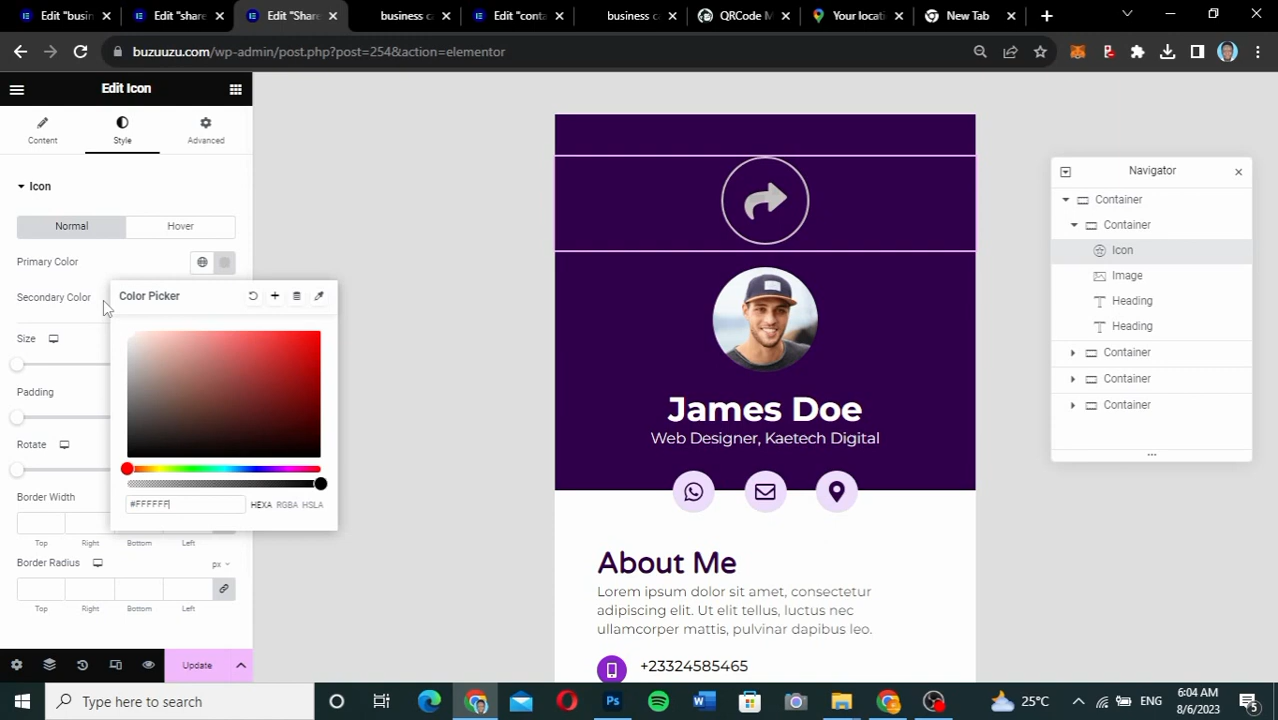 Edit "busin
Edit "share
Edit "Share
business ca
Edit "conta
business ca
QRCode M
Your locati
New Tab
buzuuzu.com/wp-admin/post.php?post=254&action=elementor
Edit Icon
Content
Style
Advanced
Icon
Normal
Hover
Primary Color
Secondary Color
Color Picker
Size
Padding
Rotate
#FFFFFF
HEXA
RGBA
HSLA
Border Width
Top
Right
Bottom
Left
Border Radius
px
Top
Right
Bottom
Left
Update
James Doe
Web Designer, Kaetech Digital
About Me
Lorem ipsum dolor sit amet, consectetur
adipiscing elit. Ut elit tellus, luctus nec
ullamcorper mattis, pulvinar dapibus leo.
+23324585465
Navigator
Container
Container
Icon
Image
Heading
Heading
Container
Container
Container
Type here to search
25°C
ENG
6:04 AM
8/6/2023
5